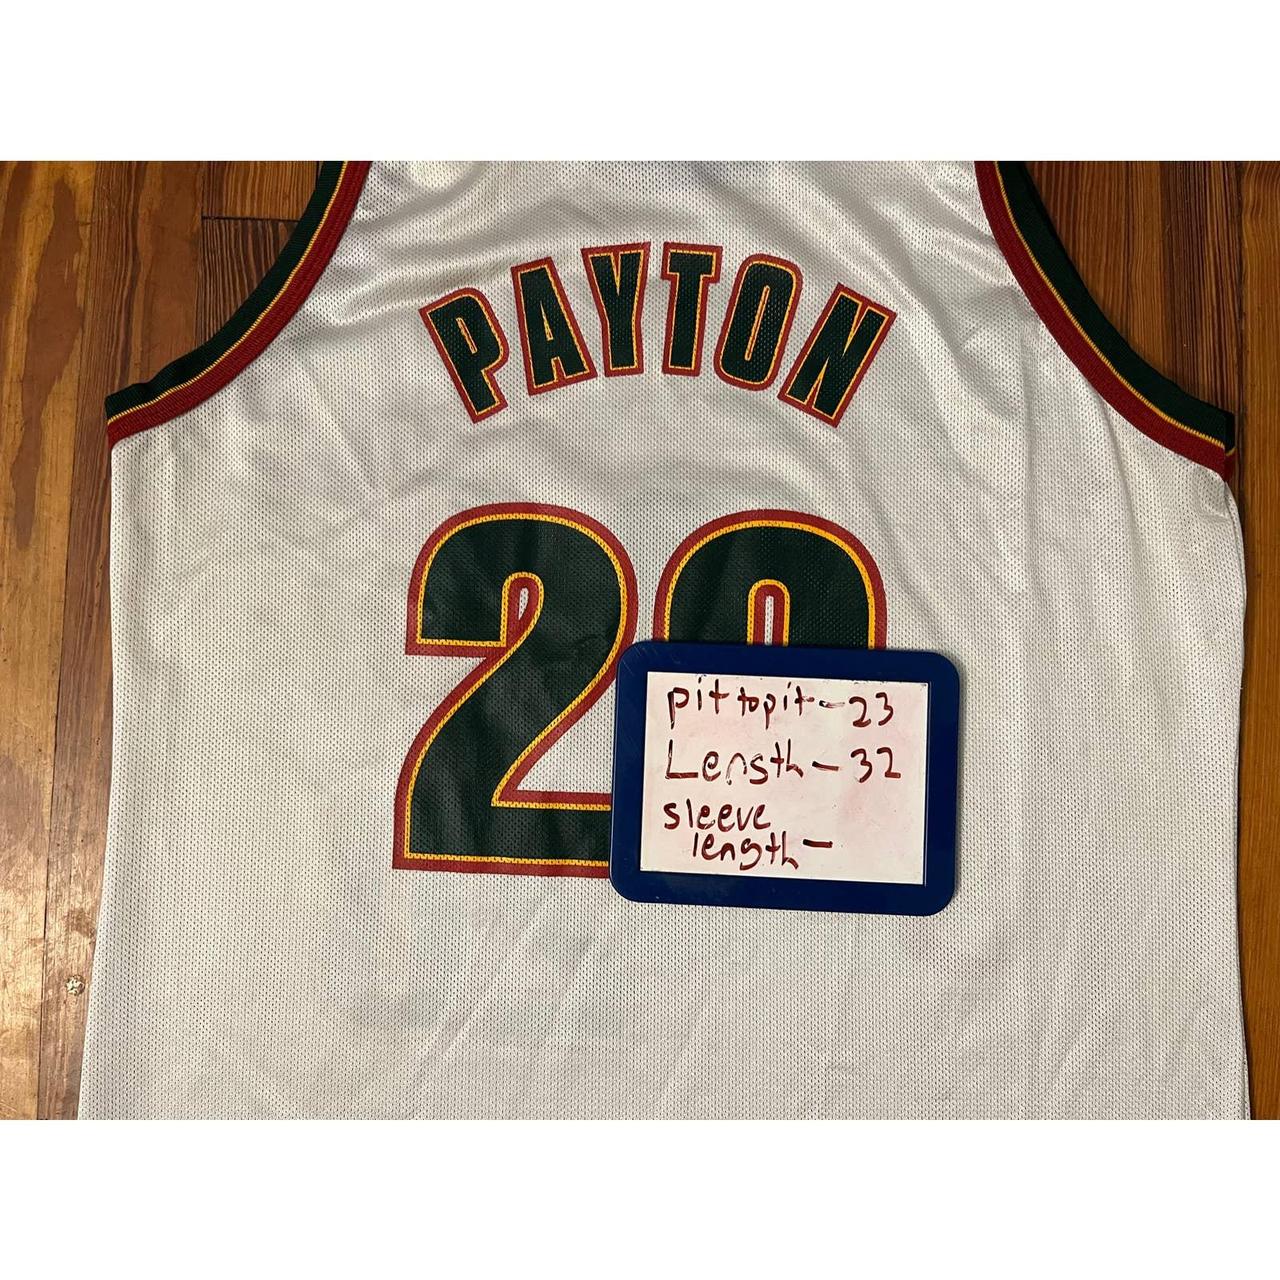 PAYTON
20
pit to pit - 23
Length - 32
sleeve
length -